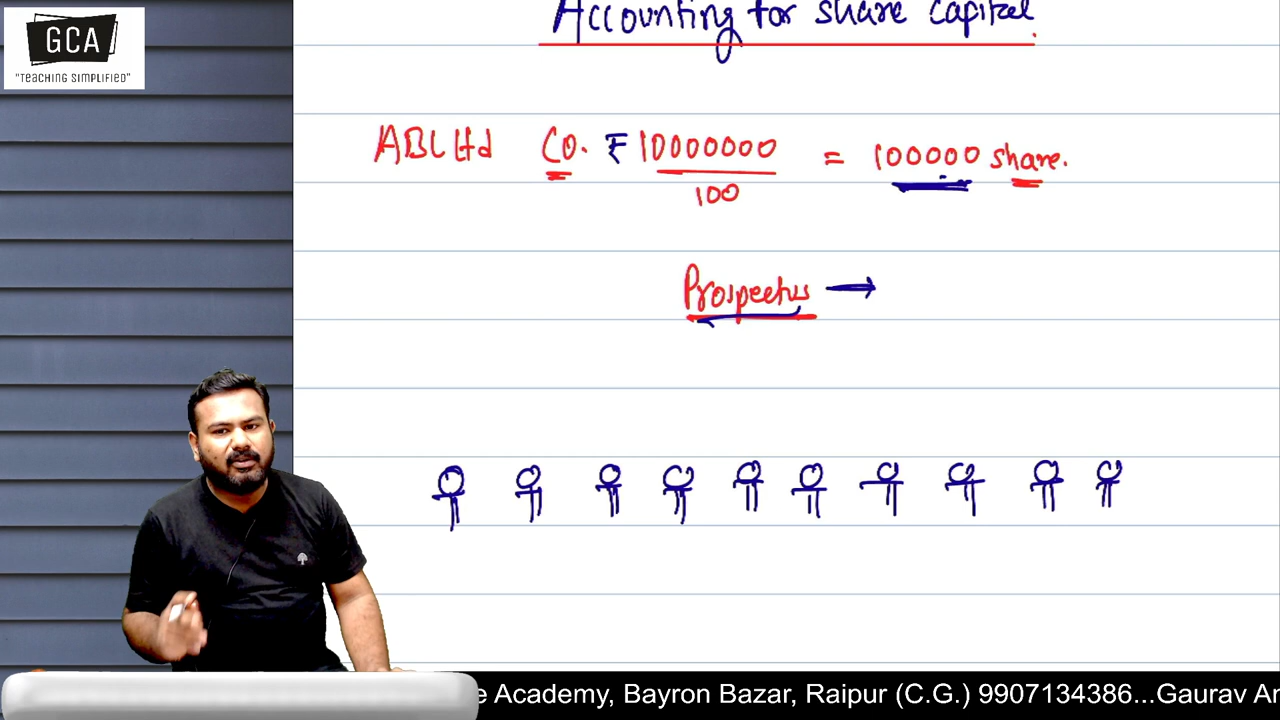 GCA
"TEACHING SIMPLIFIED"
Accounting for share capital.
ABC Ltd Co. ₹ 10000000 = 100000 share.
100
Prospectus →
e Academy, Bayron Bazar, Raipur (C.G.) 9907134386...Gaurav Ar